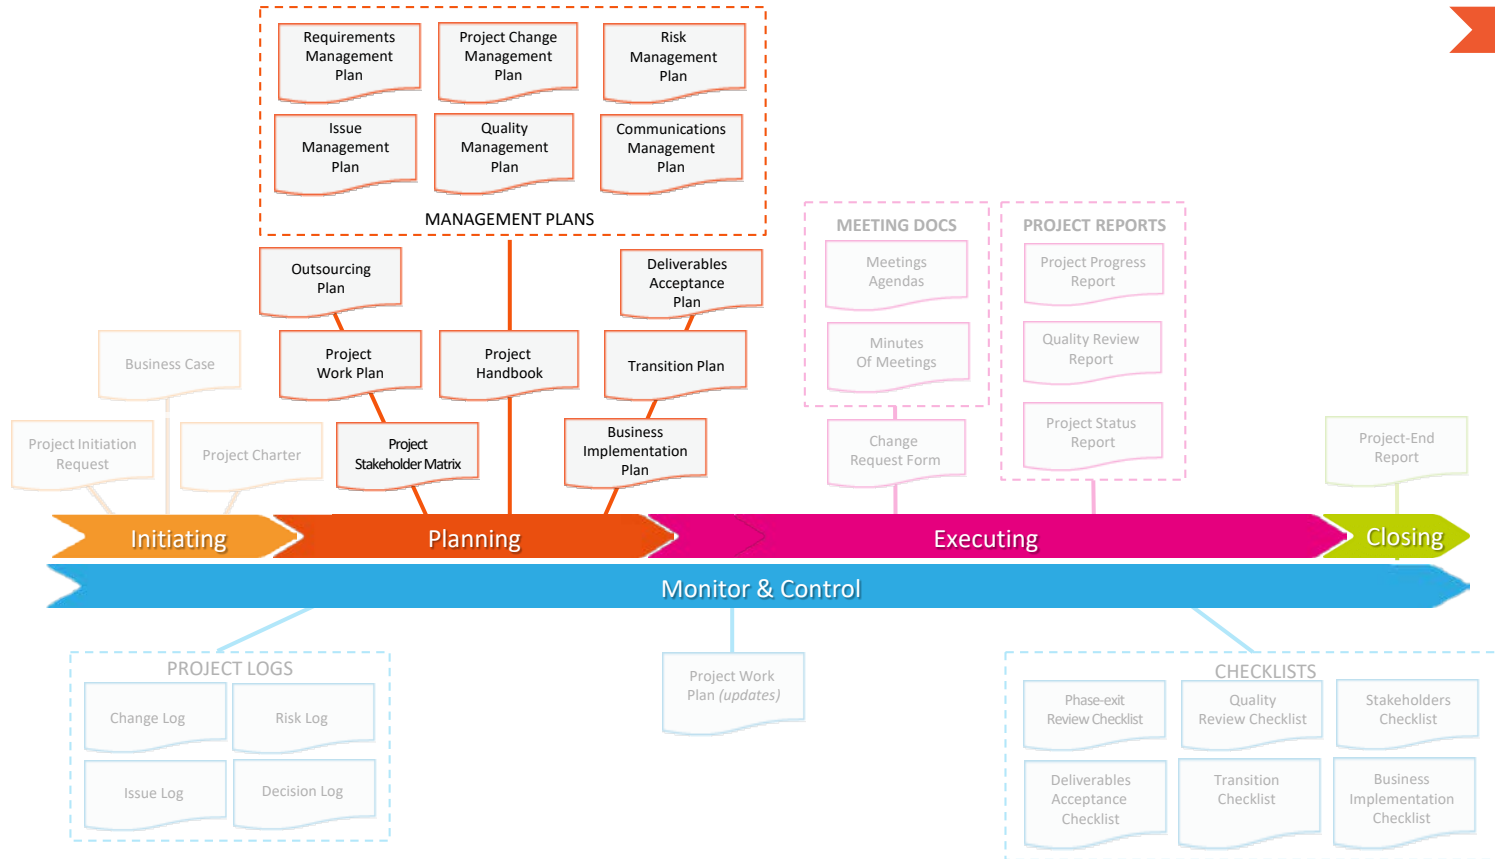 Requirements
Management
Plan
Project Change
Management
Plan
Risk
Management
Plan
Issue
Management
Plan
Quality
Management
Plan
Communications
Management
Plan
MANAGEMENT PLANS
Outsourcing
Plan
Deliverables
Acceptance
Plan
Project
Work Plan
Project
Handbook
Transition Plan
Project
Stakeholder Matrix
Business
Implementation
Plan
Business Case
Project Initiation
Request
Project Charter
MEETING DOCS
Meetings
Agendas
Minutes
Of Meetings
Change
Request Form
PROJECT REPORTS
Project Progress
Report
Quality Review
Report
Project Status
Report
Project-End
Report
Initiating
Planning
Executing
Closing
Monitor & Control
PROJECT LOGS
Change Log
Risk Log
Issue Log
Decision Log
Project Work
Plan (updates)
CHECKLISTS
Phase-exit
Review Checklist
Quality
Review Checklist
Stakeholders
Checklist
Deliverables
Acceptance
Checklist
Transition
Checklist
Business
Implementation
Checklist